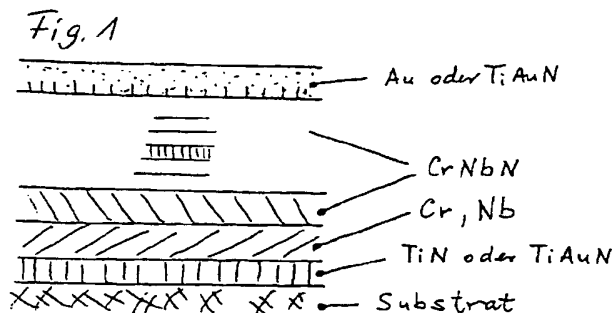 Fig. 1
Au oder TiAuN
CrNbN
Cr, Nb
TiN oder TiAuN
Substrat